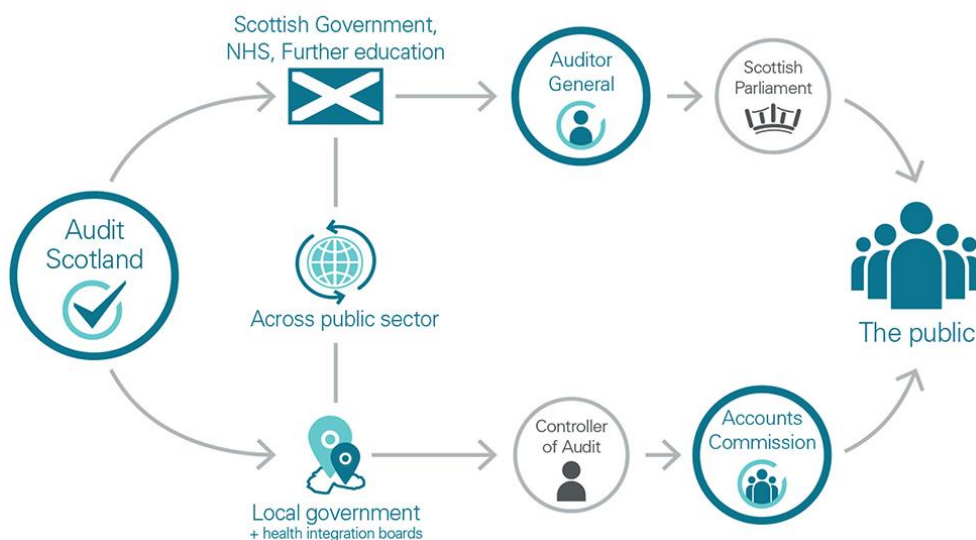 Scottish Government,
NHS, Further education
Auditor
General
Scottish
Parliament
Audit
Scotland
Across public sector
The public
Local government
+ health integration boards
Controller
of Audit
Accounts
Commission